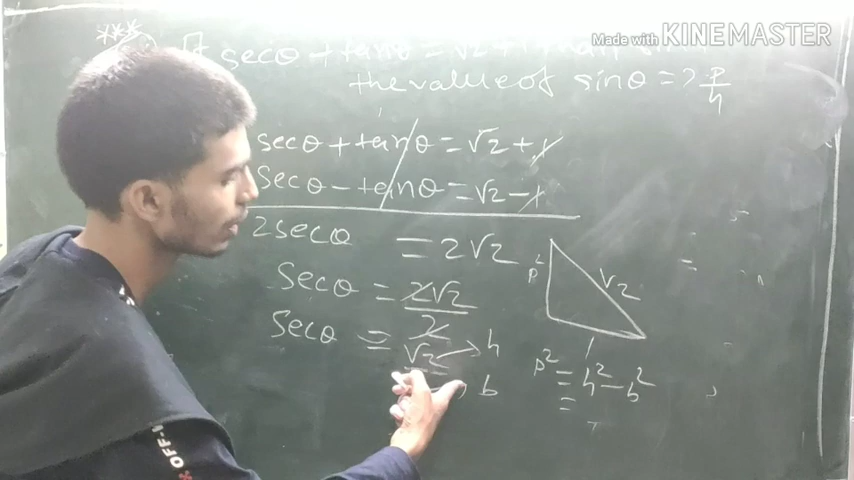 Made with KINEMASTER
*** If secθ + tanθ = √2 + 1
the value of sinθ = ? P/h
secθ + tanθ = √2 + 1
secθ - tanθ = √2 - 1
2secθ = 2√2
secθ = 2√2/2
secθ = √2 → h
b
P
√2
1
p² = h² - b²
=
OFF-